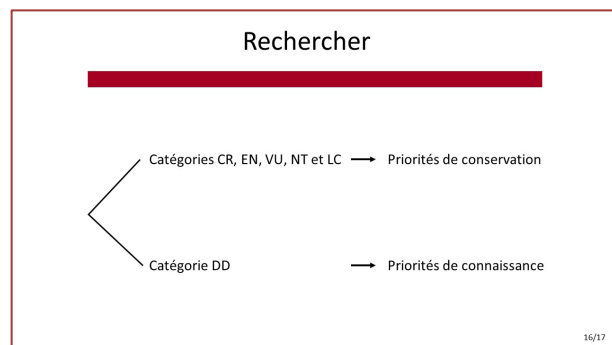 Rechercher
Catégories CR, EN, VU, NT et LC
Priorités de conservation
Catégorie DD
Priorités de connaissance
16/17